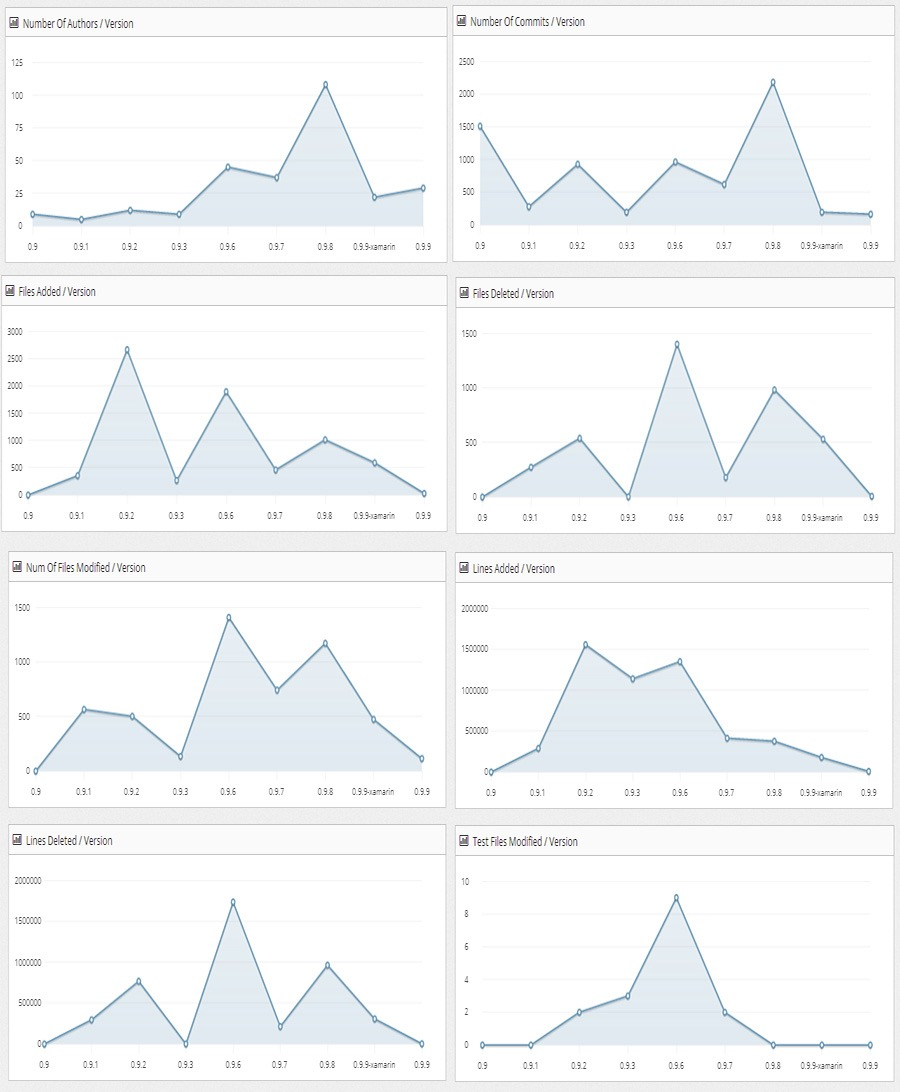 Number Of Authors / Version
125
100
75
50
25
0
0.9 0.9.1 0.9.2 0.9.3 0.9.6 0.9.7 0.9.8 0.9.9-xamarin 0.9.9
Number Of Commits / Version
2500
2000
1500
1000
500
0
0.9 0.9.1 0.9.2 0.9.3 0.9.6 0.9.7 0.9.8 0.9.9-xamarin 0.9.9
Files Added / Version
3000
2500
2000
1500
1000
500
0
0.9 0.9.1 0.9.2 0.9.3 0.9.6 0.9.7 0.9.8 0.9.9-xamarin 0.9.9
Files Deleted / Version
1500
1000
500
0
0.9 0.9.1 0.9.2 0.9.3 0.9.6 0.9.7 0.9.8 0.9.9-xamarin 0.9.9
Num Of Files Modified / Version
1500
1000
500
0
0.9 0.9.1 0.9.2 0.9.3 0.9.6 0.9.7 0.9.8 0.9.9-xamarin 0.9.9
Lines Added / Version
2000000
1500000
1000000
500000
0
0.9 0.9.1 0.9.2 0.9.3 0.9.6 0.9.7 0.9.8 0.9.9-xamarin 0.9.9
Lines Deleted / Version
2000000
1500000
1000000
500000
0
0.9 0.9.1 0.9.2 0.9.3 0.9.6 0.9.7 0.9.8 0.9.9-xamarin 0.9.9
Test Files Modified / Version
10
8
6
4
2
0
0.9 0.9.1 0.9.2 0.9.3 0.9.6 0.9.7 0.9.8 0.9.9-xamarin 0.9.9